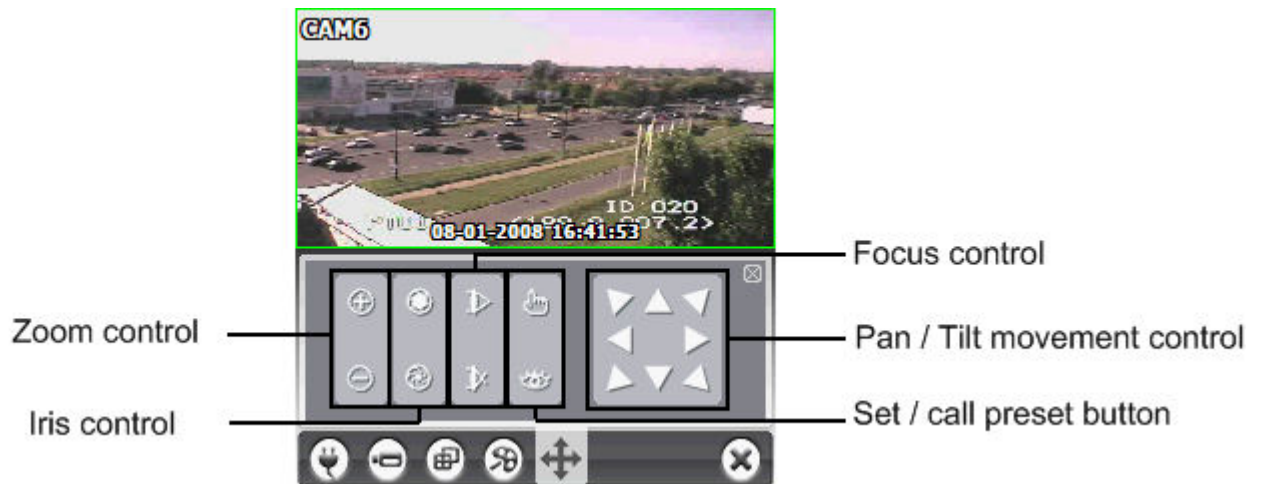 CAM6
ID 020
08-01-2008 16:41:53
Focus control
Zoom control
Pan / Tilt movement control
Iris control
Set / call preset button